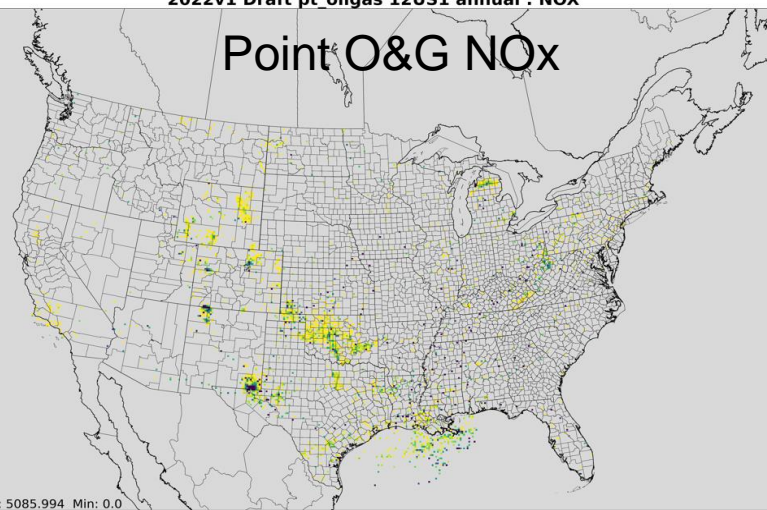 2022v1 Draft pt_oilgas 12US1 annual : NOX
Point O&G NOx
: 5085.994 Min: 0.0